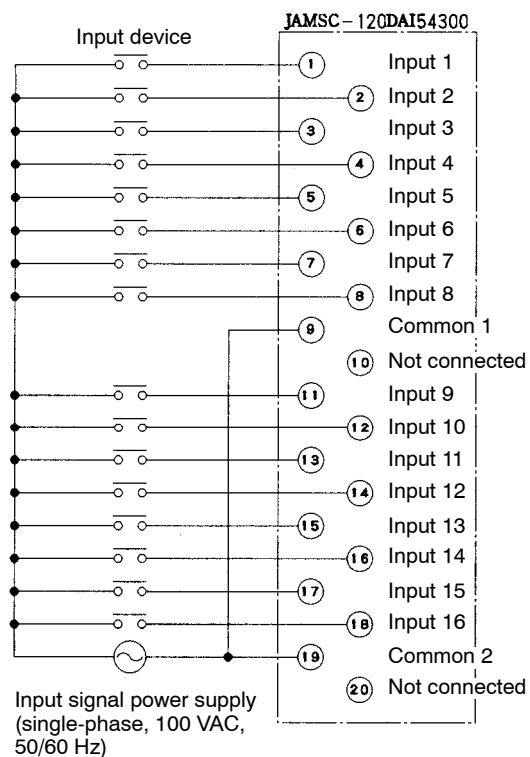 JAMSC-120DAI54300
Input device
1 Input 1
2 Input 2
3 Input 3
4 Input 4
5 Input 5
6 Input 6
7 Input 7
8 Input 8
9 Common 1
10 Not connected
11 Input 9
12 Input 10
13 Input 11
14 Input 12
15 Input 13
16 Input 14
17 Input 15
18 Input 16
19 Common 2
20 Not connected
Input signal power supply
(single-phase, 100 VAC,
50/60 Hz)